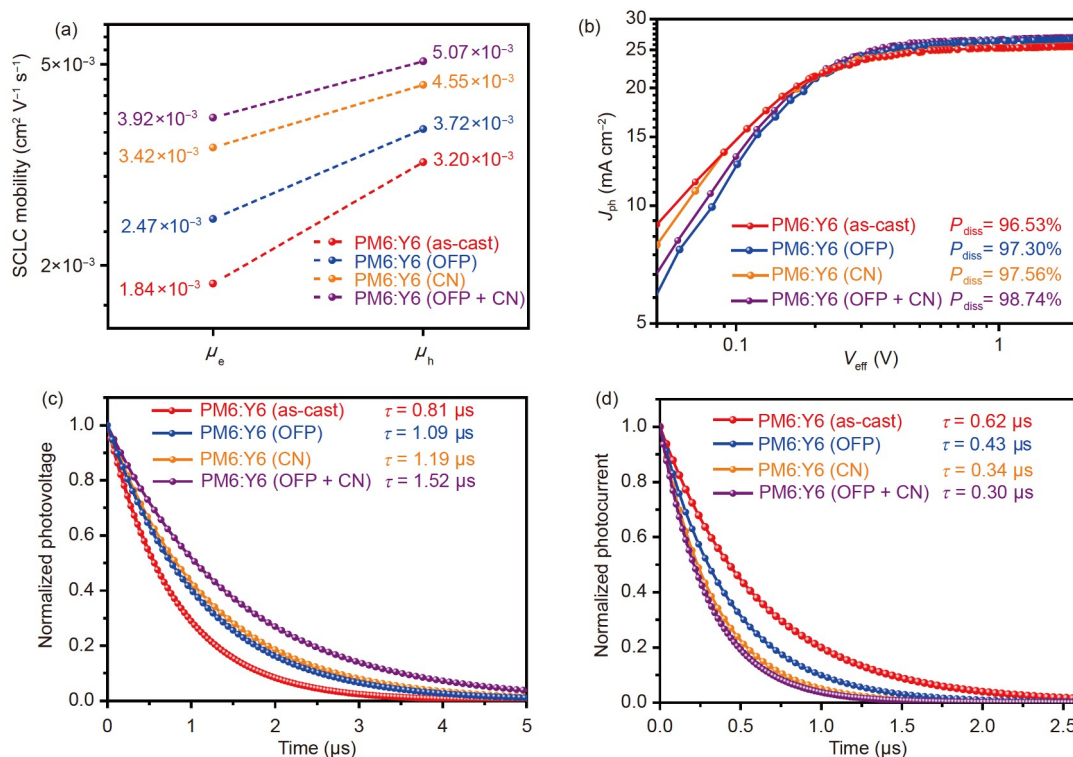 (a)
SCLC mobility (cm² V⁻¹ s⁻¹)
5×10⁻³
2×10⁻³
3.92×10⁻³
3.42×10⁻³
2.47×10⁻³
1.84×10⁻³
5.07×10⁻³
4.55×10⁻³
3.72×10⁻³
3.20×10⁻³
PM6:Y6 (as-cast)
PM6:Y6 (OFP)
PM6:Y6 (CN)
PM6:Y6 (OFP + CN)
μe
μh
(b)
Jph (mA cm⁻²)
30
25
20
15
10
5
PM6:Y6 (as-cast) Pdiss = 96.53%
PM6:Y6 (OFP) Pdiss = 97.30%
PM6:Y6 (CN) Pdiss = 97.56%
PM6:Y6 (OFP + CN) Pdiss = 98.74%
0.1 1
Veff (V)
(c)
Normalized photovoltage
1.0
0.8
0.6
0.4
0.2
0.0
PM6:Y6 (as-cast) τ = 0.81 μs
PM6:Y6 (OFP) τ = 1.09 μs
PM6:Y6 (CN) τ = 1.19 μs
PM6:Y6 (OFP + CN) τ = 1.52 μs
0 1 2 3 4 5
Time (μs)
(d)
Normalized photocurrent
1.0
0.8
0.6
0.4
0.2
0.0
PM6:Y6 (as-cast) τ = 0.62 μs
PM6:Y6 (OFP) τ = 0.43 μs
PM6:Y6 (CN) τ = 0.34 μs
PM6:Y6 (OFP + CN) τ = 0.30 μs
0.0 0.5 1.0 1.5 2.0 2.5
Time (μs)